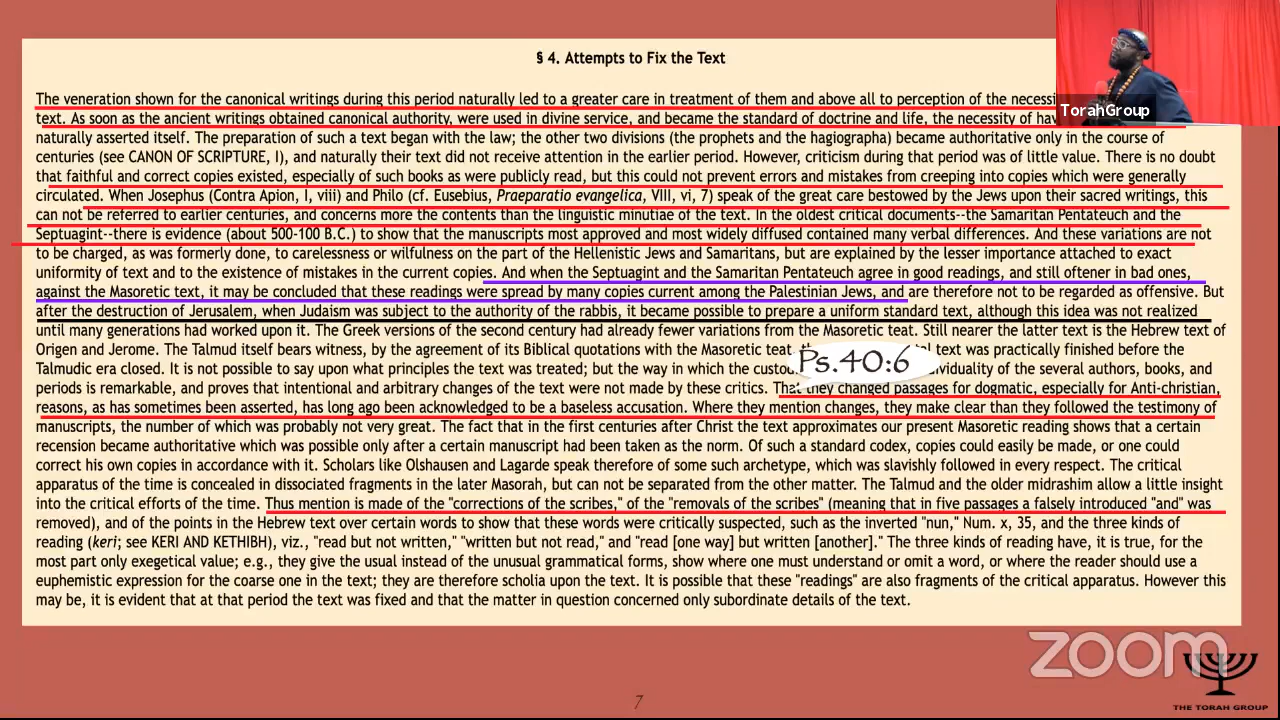 § 4. Attempts to Fix the Text
The veneration shown for the canonical writings during this period naturally led to a greater care in treatment of them and above all to perception of the
TorahGroup
text. As soon as the ancient writings obtained canonical authority, were used in divine service, and became the standard of doctrine and life, the necessity of
naturally asserted itself. The preparation of such a text began with the law; the other two divisions (the prophets and the hagiographa) became authoritative only in the course of
centuries (see CANON OF SCRIPTURE, I), and naturally their text did not receive attention in the earlier period. However, criticism during that period was of little value. There is no doubt
that faithful and correct copies existed, especially of such books as were publicly read, but this could not prevent errors and mistakes from creeping into copies which were generally
circulated. When Josephus (Contra Apion, I, viii) and Philo (cf. Eusebius, Praeparatio evangelica, VIII, vi, 7) speak of the great care bestowed by the Jews upon their sacred writings, this
can not be referred to earlier centuries, and concerns more the contents than the linguistic minutiae of the text. In the oldest critical documents--the Samaritan Pentateuch and the
Septuagint--there is evidence (about 500-100 B.C.) to show that the manuscripts most approved and most widely diffused contained many verbal differences. And these variations are not
to be charged, as was formerly done, to carelessness or wilfulness on the part of the Hellenistic Jews and Samaritans, but are explained by the lesser importance attached to exact
uniformity of text and to the existence of mistakes in the current copies. And when the Septuagint and the Samaritan Pentateuch agree in good readings, and still oftener in bad ones,
against the Masoretic text, it may be concluded that these readings were spread by many copies current among the Palestinian Jews, and are therefore not to be regarded as offensive. But
after the destruction of Jerusalem, when Judaism was subject to the authority of the rabbis, it became possible to prepare a uniform standard text, although this idea was not realized
until many generations had worked upon it. The Greek versions of the second century had already fewer variations from the Masoretic teat. Still nearer the latter text is the Hebrew text of
Origen and Jerome. The Talmud itself bears witness, by the agreement of its Biblical quotations with the Masoretic teat, text was practically finished before the
Ps.40:6
Talmudic era closed. It is not possible to say upon what principles the text was treated; but the way in which the of the several authors, books, and
periods is remarkable, and proves that intentional and arbitrary changes of the text were not made by these critics. That they changed passages for dogmatic, especially for Anti-christian,
reasons, as has sometimes been asserted, has long ago been acknowledged to be a baseless accusation. Where they mention changes, they make clear than they followed the testimony of
manuscripts, the number of which was probably not very great. The fact that in the first centuries after Christ the text approximates our present Masoretic reading shows that a certain
recension became authoritative which was possible only after a certain manuscript had been taken as the norm. Of such a standard codex, copies could easily be made, or one could
correct his own copies in accordance with it. Scholars like Olshausen and Lagarde speak therefore of some such archetype, which was slavishly followed in every respect. The critical
apparatus of the time is concealed in dissociated fragments in the later Masorah, but can not be separated from the other matter. The Talmud and the older midrashim allow a little insight
into the critical efforts of the time. Thus mention is made of the "corrections of the scribes," of the "removals of the scribes" (meaning that in five passages a falsely introduced "and" was
removed), and of the points in the Hebrew text over certain words to show that these words were critically suspected, such as the inverted "nun," Num. x, 35, and the three kinds of
reading (keri; see KERI AND KETHIBH), viz., "read but not written," "written but not read," and "read [one way] but written [another]." The three kinds of reading have, it is true, for the
most part only exegetical value; e.g., they give the usual instead of the unusual grammatical forms, show where one must understand or omit a word, or where the reader should use a
euphemistic expression for the coarse one in the text; they are therefore scholia upon the text. It is possible that these "readings" are also fragments of the critical apparatus. However this
may be, it is evident that at that period the text was fixed and that the matter in question concerned only subordinate details of the text.
zoom
7
THE TORAH GROUP